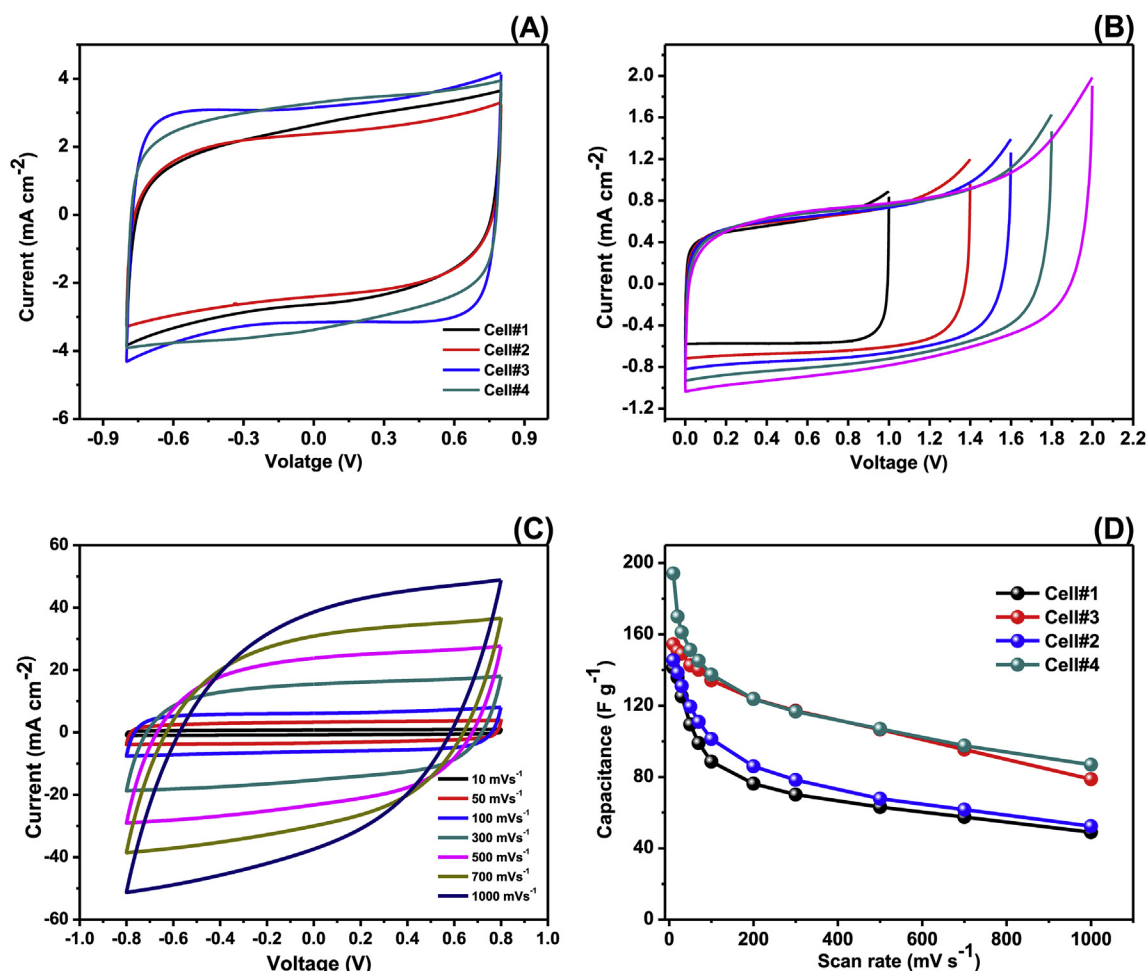 (A)
4
2
0
-2
-4
-6
Current (mA cm-2)
Cell#1
Cell#2
Cell#3
Cell#4
-0.9 -0.6 -0.3 0.0 0.3 0.6 0.9
Volatge (V)
(B)
2.0
1.6
1.2
0.8
0.4
0.0
-0.4
-0.8
-1.2
Current (mA cm-2)
0.0 0.2 0.4 0.6 0.8 1.0 1.2 1.4 1.6 1.8 2.0 2.2
Voltage (V)
(C)
60
40
20
0
-20
-40
-60
Current (mA cm-2)
10 mVs-1
50 mVs-1
100 mVs-1
300 mVs-1
500 mVs-1
700 mVs-1
1000 mVs-1
-1.0 -0.8 -0.6 -0.4 -0.2 0.0 0.2 0.4 0.6 0.8 1.0
Voltage (V)
(D)
200
160
120
80
40
0
Capacitance (F g-1)
Cell#1
Cell#3
Cell#2
Cell#4
0 200 400 600 800 1000
Scan rate (mV s-1)